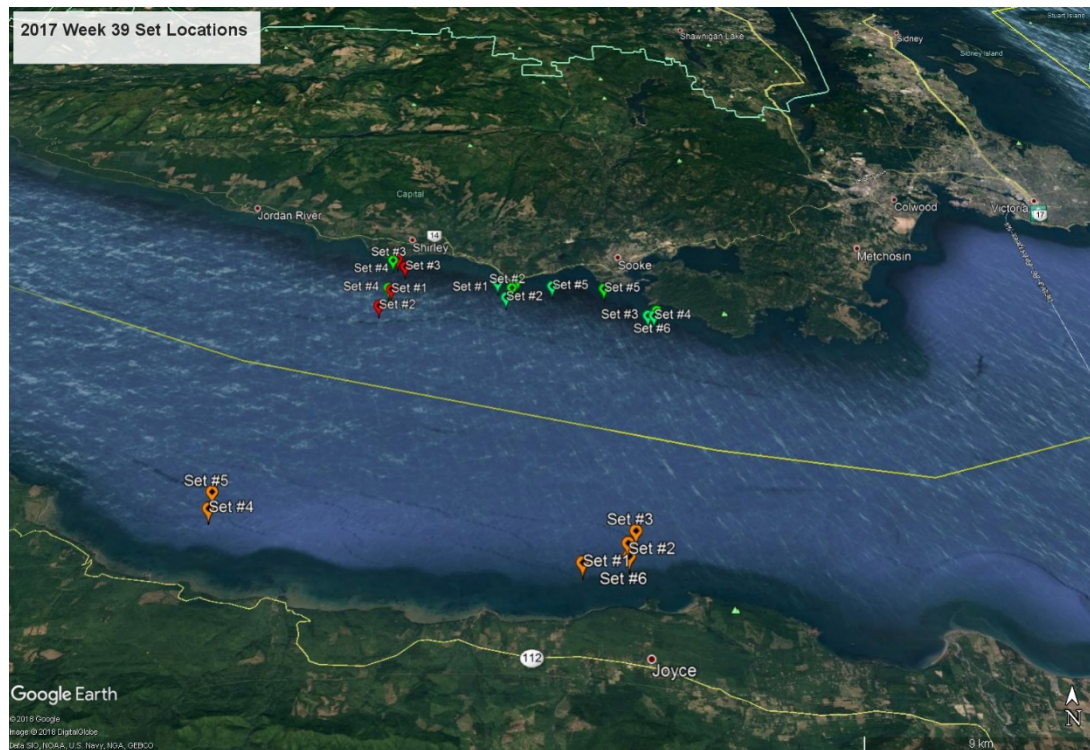 2017 Week 39 Set Locations
Stuart Island
Shawnigan Lake
Sidney
Sidney Island
Capital
Jordan River
14
Shirley
Colwood
Victoria
17
Metchosin
Sooke
Set #3
Set #4
Set #3
Set #4
Set #1
Set #2
Set #1
Set #2
Set #2
Set #5
Set #5
Set #3
Set #4
Set #6
Set #5
Set #4
Set #3
Set #2
Set #1
Set #6
112
Joyce
Google Earth
© 2018 Google
Image © 2018 DigitalGlobe
Data SIO, NOAA, U.S. Navy, NGA, GEBCO
N
9 km